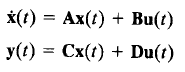 ẋ(t) = Ax(t) + Bu(t)
y(t) = Cx(t) + Du(t)